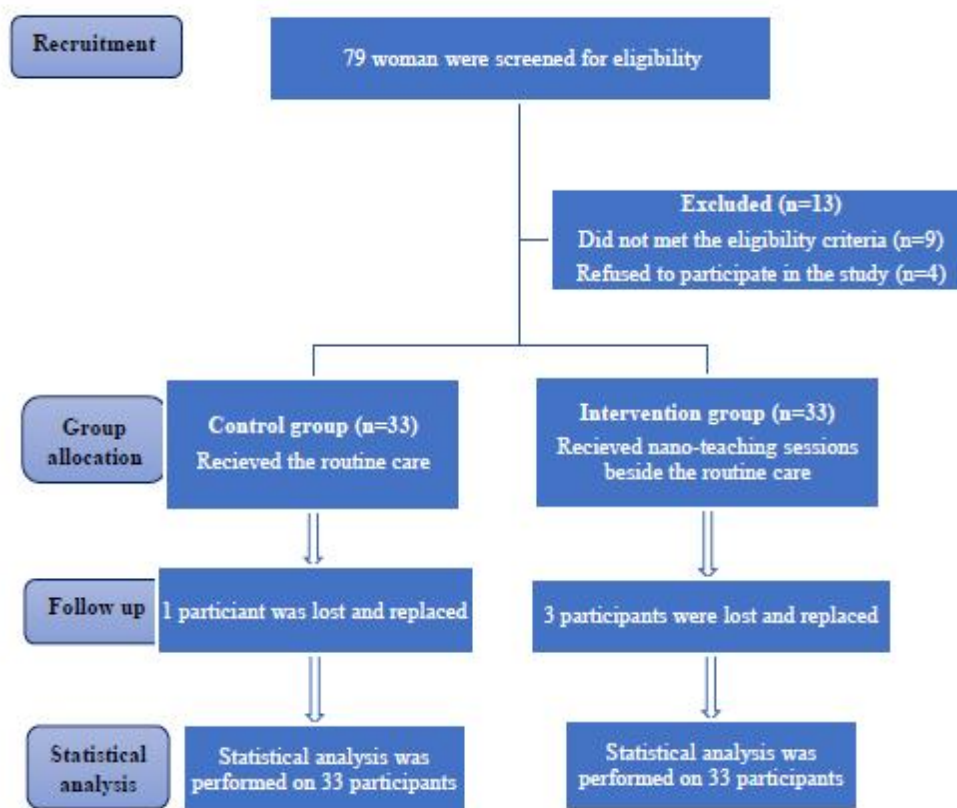 Recruitment
79 woman were screened for eligibility
Excluded (n=13)
Did not met the eligibility criteria (n=9)
Refused to participate in the study (n=4)
Group
allocation
Control group (n=33)
Recieved the routine care
Intervention group (n=33)
Recieved nano-teaching sessions
beside the routine care
Follow up
1 particiant was lost and replaced
3 participants were lost and replaced
Statistical
analysis
Statistical analysis was
performed on 33 participants
Statistical analysis was
performed on 33 participants